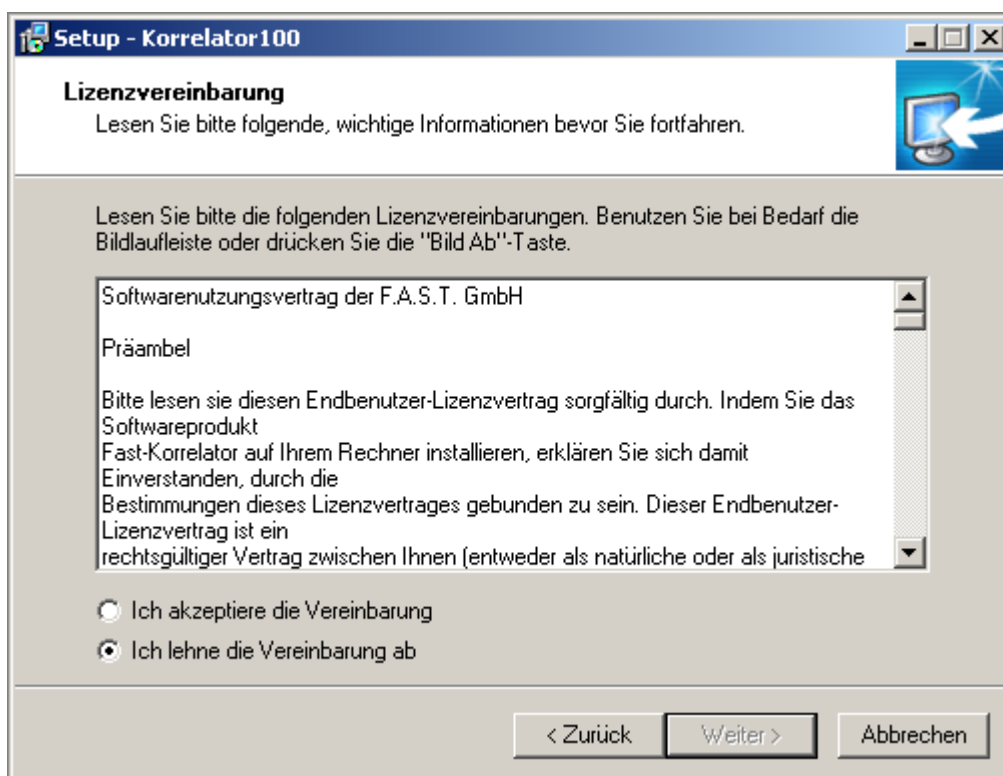 Setup - Korrelator100
Lizenzvereinbarung
Lesen Sie bitte folgende, wichtige Informationen bevor Sie fortfahren.
Lesen Sie bitte die folgenden Lizenzvereinbarungen. Benutzen Sie bei Bedarf die
Bildlaufleiste oder drücken Sie die "Bild Ab"-Taste.
Softwarenutzungsvertrag der F.A.S.T. GmbH
Präambel
Bitte lesen sie diesen Endbenutzer-Lizenzvertrag sorgfältig durch. Indem Sie das
Softwareprodukt
Fast-Korrelator auf Ihrem Rechner installieren, erklären Sie sich damit
Einverstanden, durch die
Bestimmungen dieses Lizenzvertrages gebunden zu sein. Dieser Endbenutzer-
Lizenzvertrag ist ein
rechtsgültiger Vertrag zwischen Ihnen (entweder als natürliche oder als juristische
Ich akzeptiere die Vereinbarung
Ich lehne die Vereinbarung ab
< Zurück
Weiter >
Abbrechen